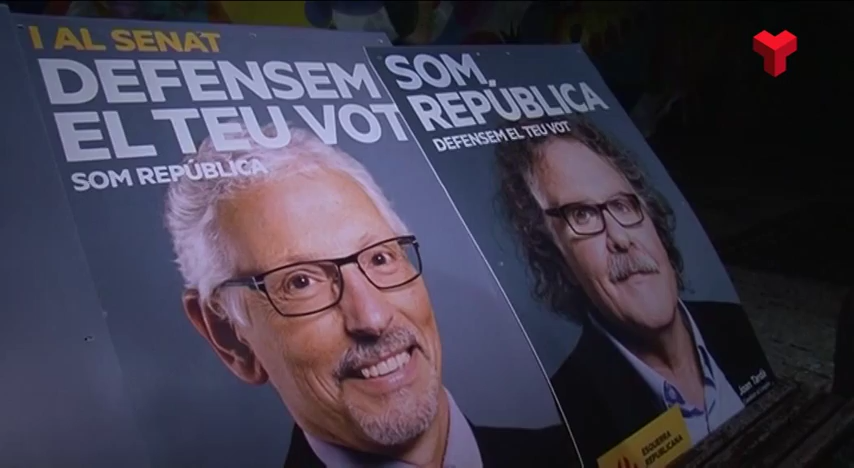 I AL SENAT
DEFENSEM
EL TEU VOT
SOM REPÚBLICA
SOM,
REPÚBLICA
DEFENSEM EL TEU VOT
Joan Tardà
ESQUERRA
REPUBLICANA